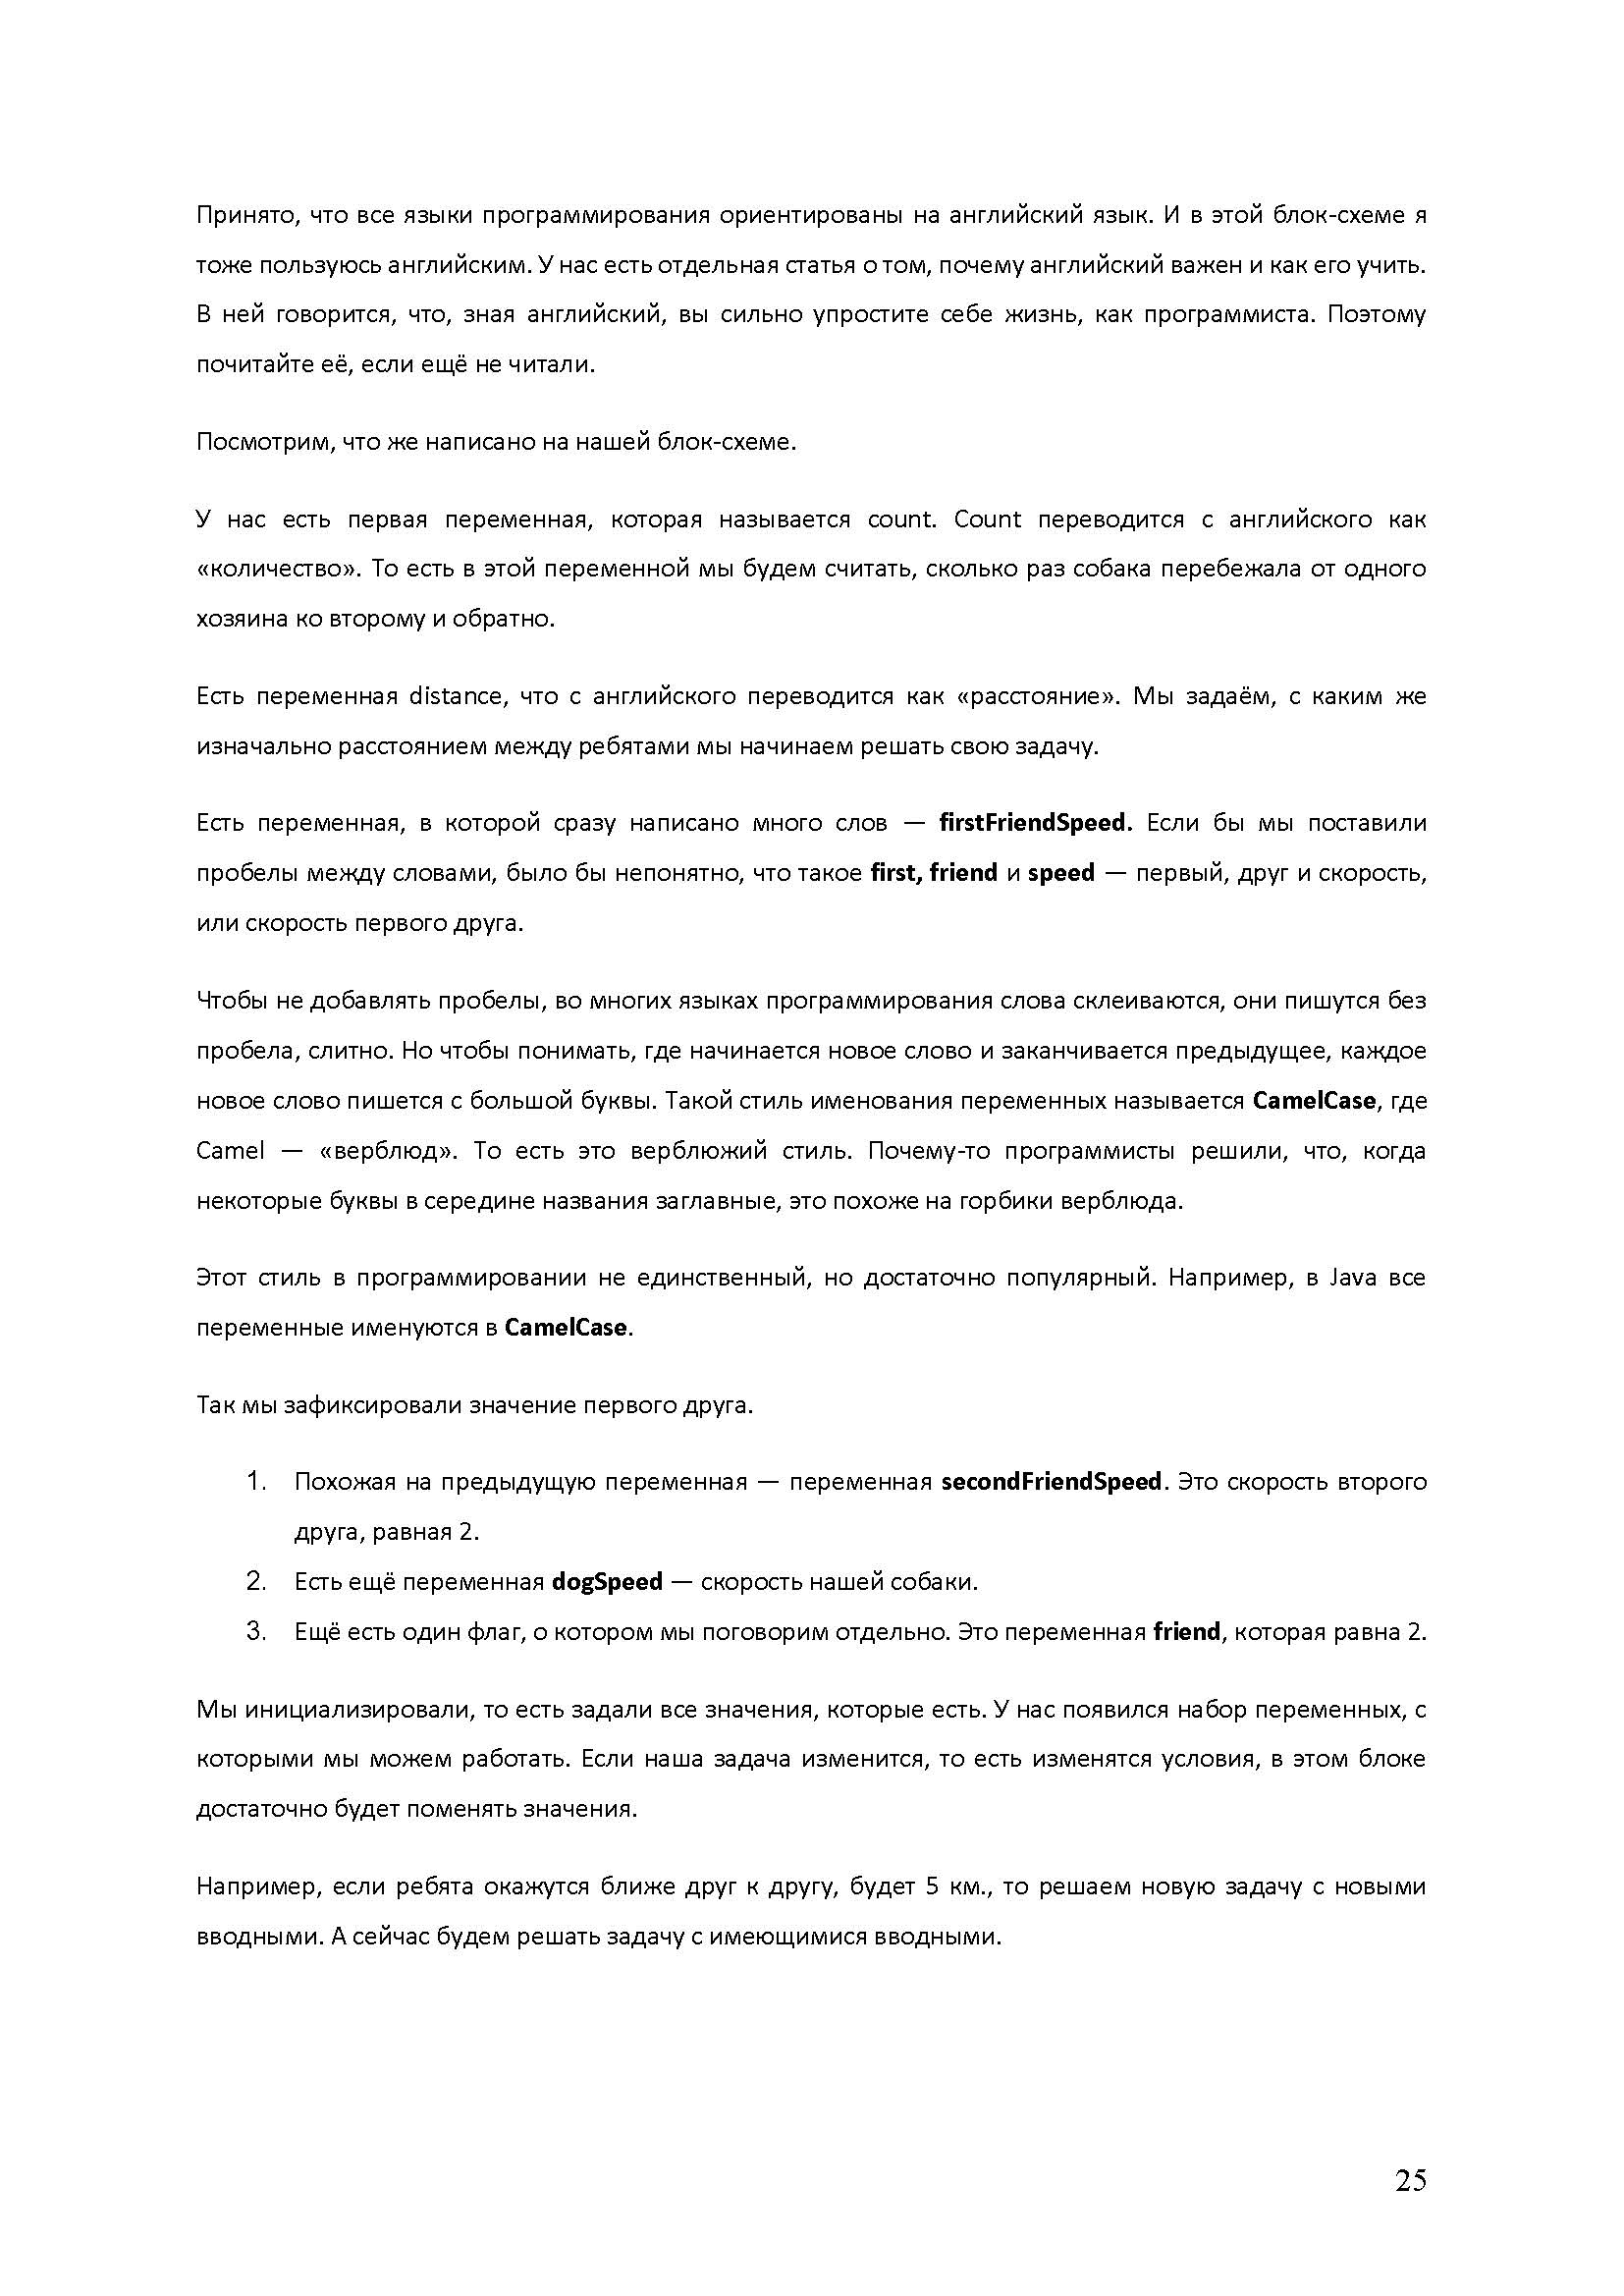 Принято, что все языки программирования ориентированы на английский язык. И в этой блок-схеме я
тоже пользуюсь английским. У нас есть отдельная статья о том, почему английский важен и как его учить.
В ней говорится, что, зная английский, вы сильно упростите себе жизнь, как программиста. Поэтому
почитайте её, если ещё не читали.
Посмотрим, что же написано на нашей блок-схеме.
У нас есть первая переменная, которая называется count. Count переводится с английского как
«количество». То есть в этой переменной мы будем считать, сколько раз собака перебежала от одного
хозяина ко второму и обратно.
Есть переменная distance, что с английского переводится как «расстояние». Мы задаём, с каким же
изначально расстоянием между ребятами мы начинаем решать свою задачу.
Есть переменная, в которой сразу написано много слов — firstFriendSpeed. Если бы мы поставили
пробелы между словами, было бы непонятно, что такое first, friend и speed — первый, друг и скорость,
или скорость первого друга.
Чтобы не добавлять пробелы, во многих языках программирования слова склеиваются, они пишутся без
пробела, слитно. Но чтобы понимать, где начинается новое слово и заканчивается предыдущее, каждое
новое слово пишется с большой буквы. Такой стиль именования переменных называется CamelCase, где
Camel — «верблюд». То есть это верблюжий стиль. Почему-то программисты решили, что, когда
некоторые буквы в середине названия заглавные, это похоже на горбики верблюда.
Этот стиль в программировании не единственный, но достаточно популярный. Например, в Java все
переменные именуются в CamelCase.
Так мы зафиксировали значение первого друга.
1. Похожая на предыдущую переменная — переменная secondFriendSpeed. Это скорость второго
друга, равная 2.
2. Есть ещё переменная dogSpeed — скорость нашей собаки.
3. Ещё есть один флаг, о котором мы поговорим отдельно. Это переменная friend, которая равна 2.
Мы инициализировали, то есть задали все значения, которые есть. У нас появился набор переменных, с
которыми мы можем работать. Если наша задача изменится, то есть изменятся условия, в этом блоке
достаточно будет поменять значения.
Например, если ребята окажутся ближе друг к другу, будет 5 км., то решаем новую задачу с новыми
вводными. А сейчас будем решать задачу с имеющимися вводными.
25